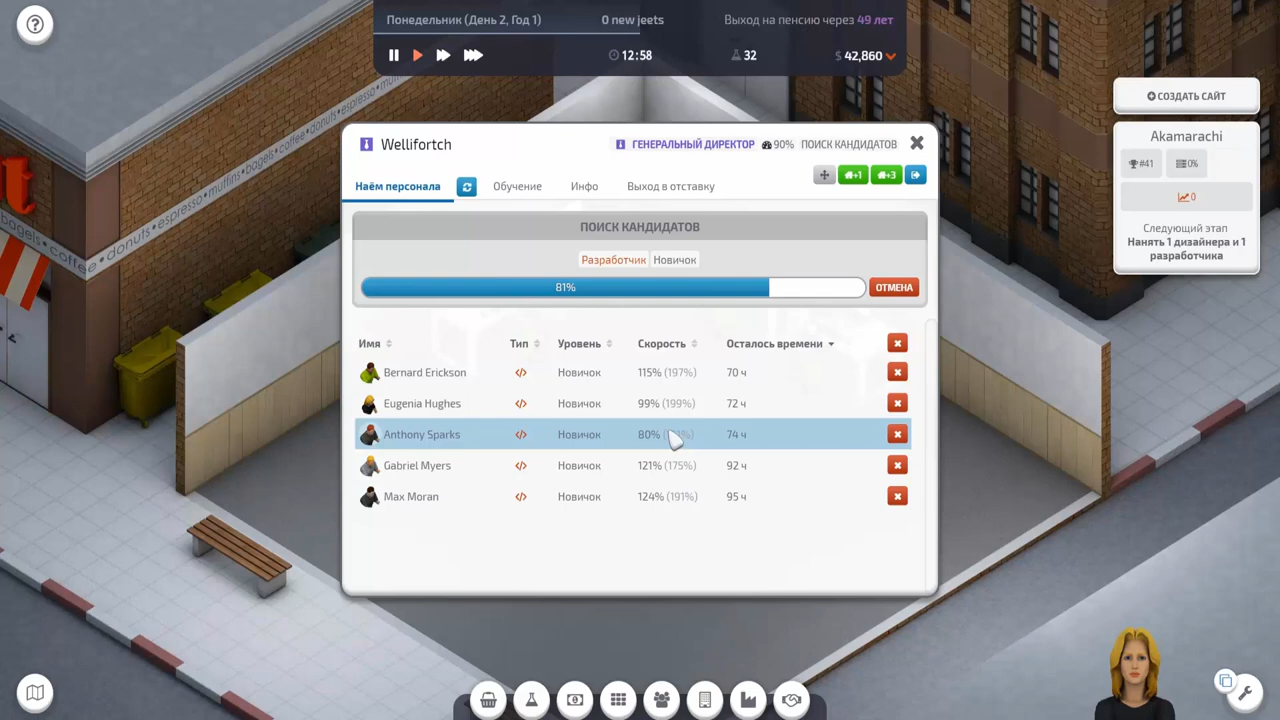 Понедельник (День 2, Год 1)
0 new jeets
Выход на пенсию через 49 лет
12:58
32
$ 42,860
СОЗДАТЬ САЙТ
Akamarachi
#41
0%
0
Следующий этап
Нанять 1 дизайнера и 1
разработчика
Wellifortch
ГЕНЕРАЛЬНЫЙ ДИРЕКТОР
90%
ПОИСК КАНДИДАТОВ
+1
+3
Наём персонала
Обучение
Инфо
Выход в отставку
ПОИСК КАНДИДАТОВ
Разработчик Новичок
81%
ОТМЕНА
Имя Тип Уровень Скорость Осталось времени
Bernard Erickson </> Новичок 115% (197%) 70 ч
Eugenia Hughes </> Новичок 99% (199%) 72 ч
Anthony Sparks </> Новичок 80% 74 ч
Gabriel Myers </> Новичок 121% (175%) 92 ч
Max Moran </> Новичок 124% (191%) 95 ч
donuts•espresso•muffins•bagels•coffee•donuts•espresso•mu